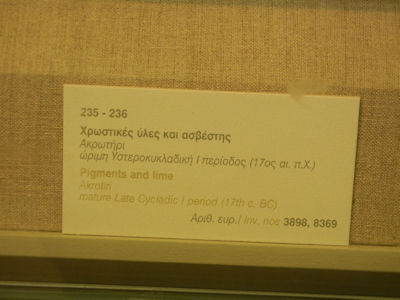 235 - 236
Χρωστικές ύλες και ασβέστης
Ακρωτήρι
ώριμη Υστεροκυκλαδική Ι περίοδος (17ος αι. π.Χ.)
Pigments and lime
Akrotiri
mature Late Cycladic I period (17th c. BC)
Αριθ. ευρ./ Inv. nos 3898, 8369